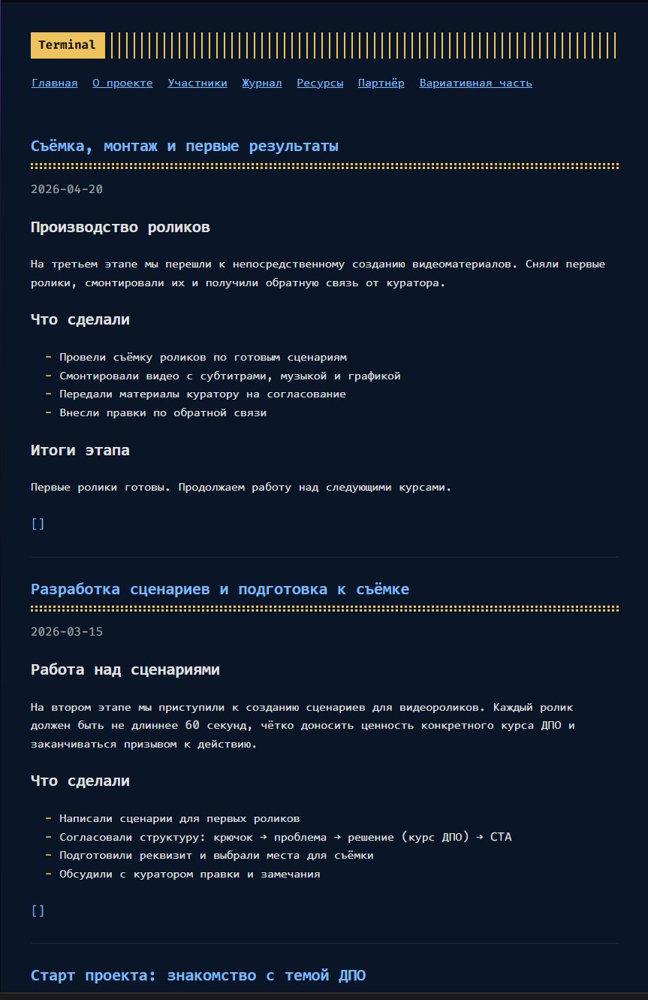 Terminal
Главная О проекте Участники Журнал Ресурсы Партнёр Вариативная часть
Съёмка, монтаж и первые результаты
2026-04-20
Производство роликов
На третьем этапе мы перешли к непосредственному созданию видеоматериалов. Сняли первые
ролики, смонтировали их и получили обратную связь от куратора.
Что сделали
- Провели съёмку роликов по готовым сценариям
- Смонтировали видео с субтитрами, музыкой и графикой
- Передали материалы куратору на согласование
- Внесли правки по обратной связи
Итоги этапа
Первые ролики готовы. Продолжаем работу над следующими курсами.
[]
Разработка сценариев и подготовка к съёмке
2026-03-15
Работа над сценариями
На втором этапе мы приступили к созданию сценариев для видеороликов. Каждый ролик
должен быть не длиннее 60 секунд, чётко доносить ценность конкретного курса ДПО и
заканчиваться призывом к действию.
Что сделали
- Написали сценарии для первых роликов
- Согласовали структуру: крючок → проблема → решение (курс ДПО) → CTA
- Подготовили реквизит и выбрали места для съёмки
- Обсудили с куратором правки и замечания
[]
Старт проекта: знакомство с темой ДПО